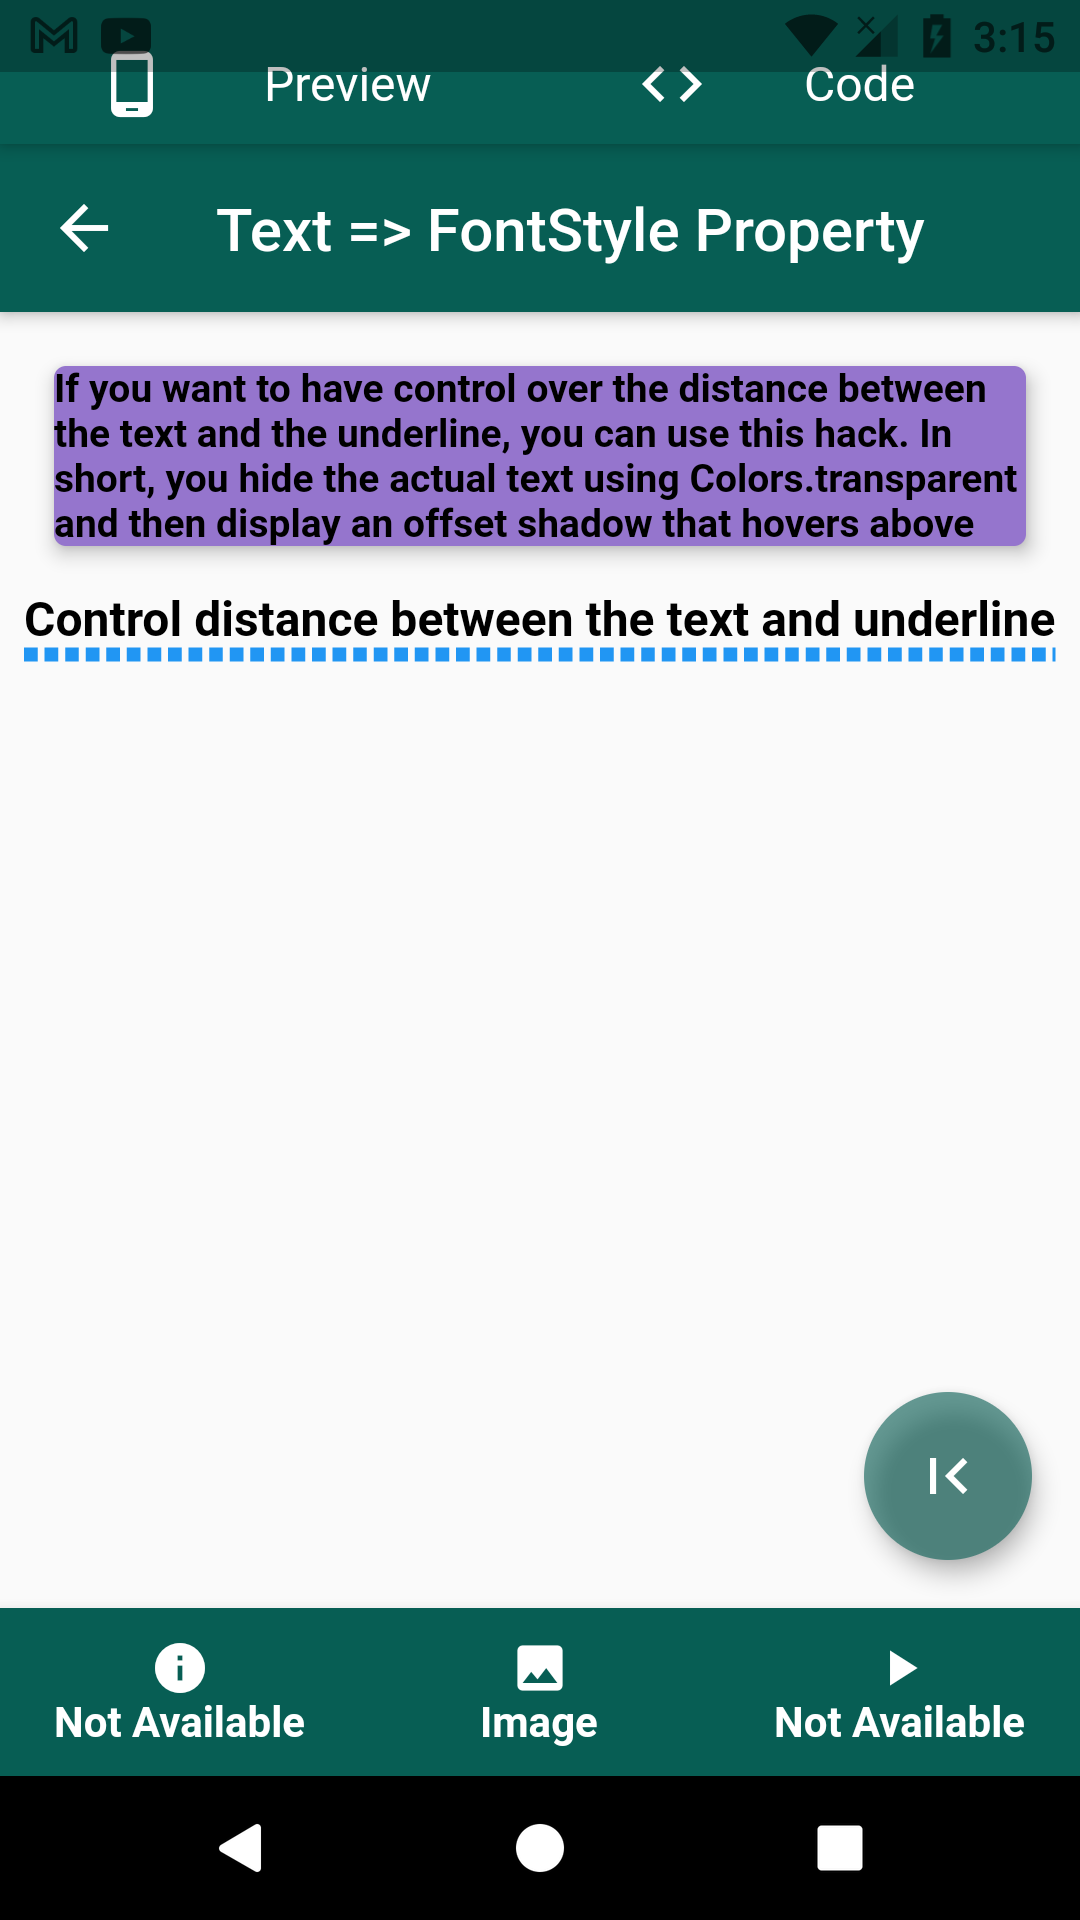 3:15
Preview
Code
Text => FontStyle Property
If you want to have control over the distance between
the text and the underline, you can use this hack. In
short, you hide the actual text using Colors.transparent
and then display an offset shadow that hovers above
Control distance between the text and underline
Not Available
Image
Not Available